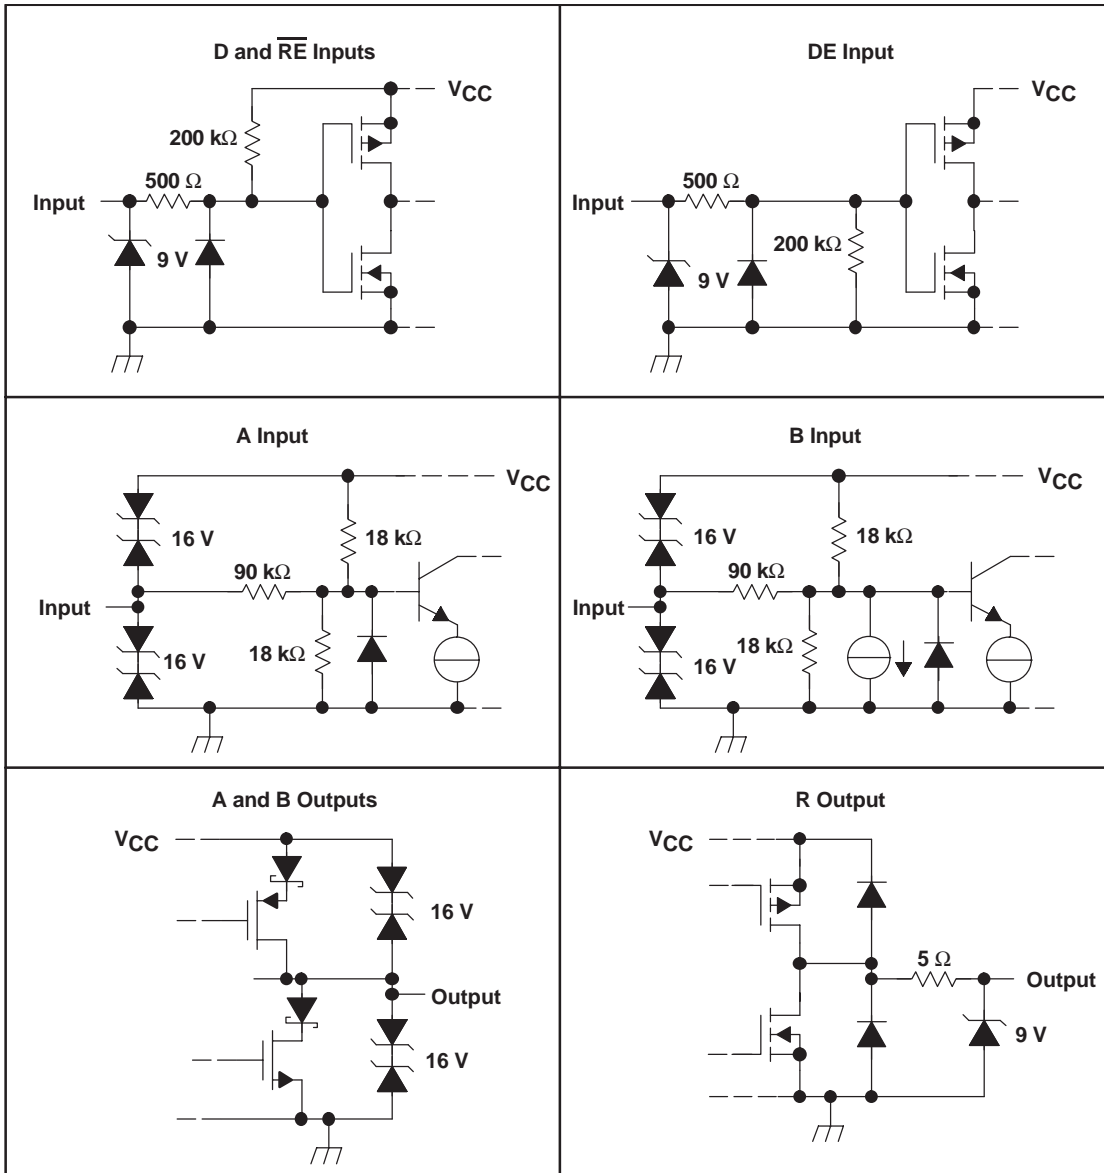 D and R̅E̅ Inputs
VCC
200 kΩ
500 Ω
Input
9 V
DE Input
VCC
500 Ω
Input
200 kΩ
9 V
A Input
VCC
16 V
18 kΩ
90 kΩ
Input
18 kΩ
16 V
B Input
VCC
16 V
18 kΩ
90 kΩ
Input
18 kΩ
16 V
A and B Outputs
VCC
16 V
Output
16 V
R Output
VCC
5 Ω
Output
9 V